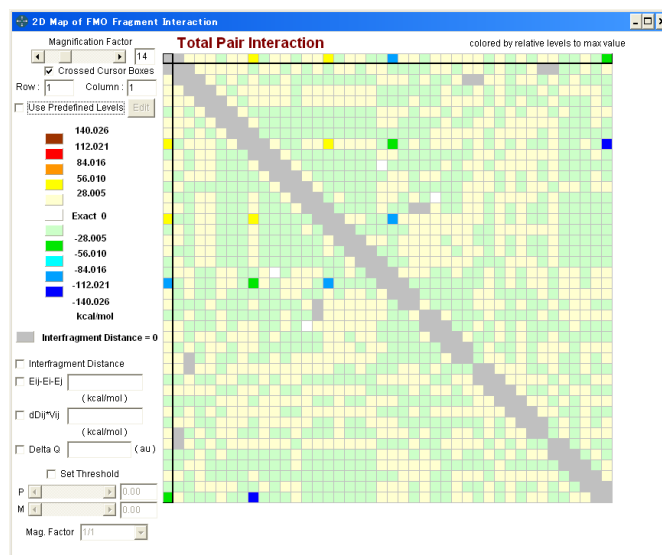 2D Map of FMO Fragment Interaction
Magnification Factor
14
Total Pair Interaction
colored by relative levels to max value
Crossed Cursor Boxes
Row : 1 Column : 1
Use Predefined Levels Edit
140.026
112.021
84.016
56.010
28.005
Exact 0
-28.005
-56.010
-84.016
-112.021
-140.026
kcal/mol
Interfragment Distance = 0
Interfragment Distance
Eij-Ei-Ej
( kcal/mol )
dDij*Vij
( kcal/mol )
Delta Q ( au )
Set Threshold
P 0.00
M 0.00
Mag. Factor 1/1